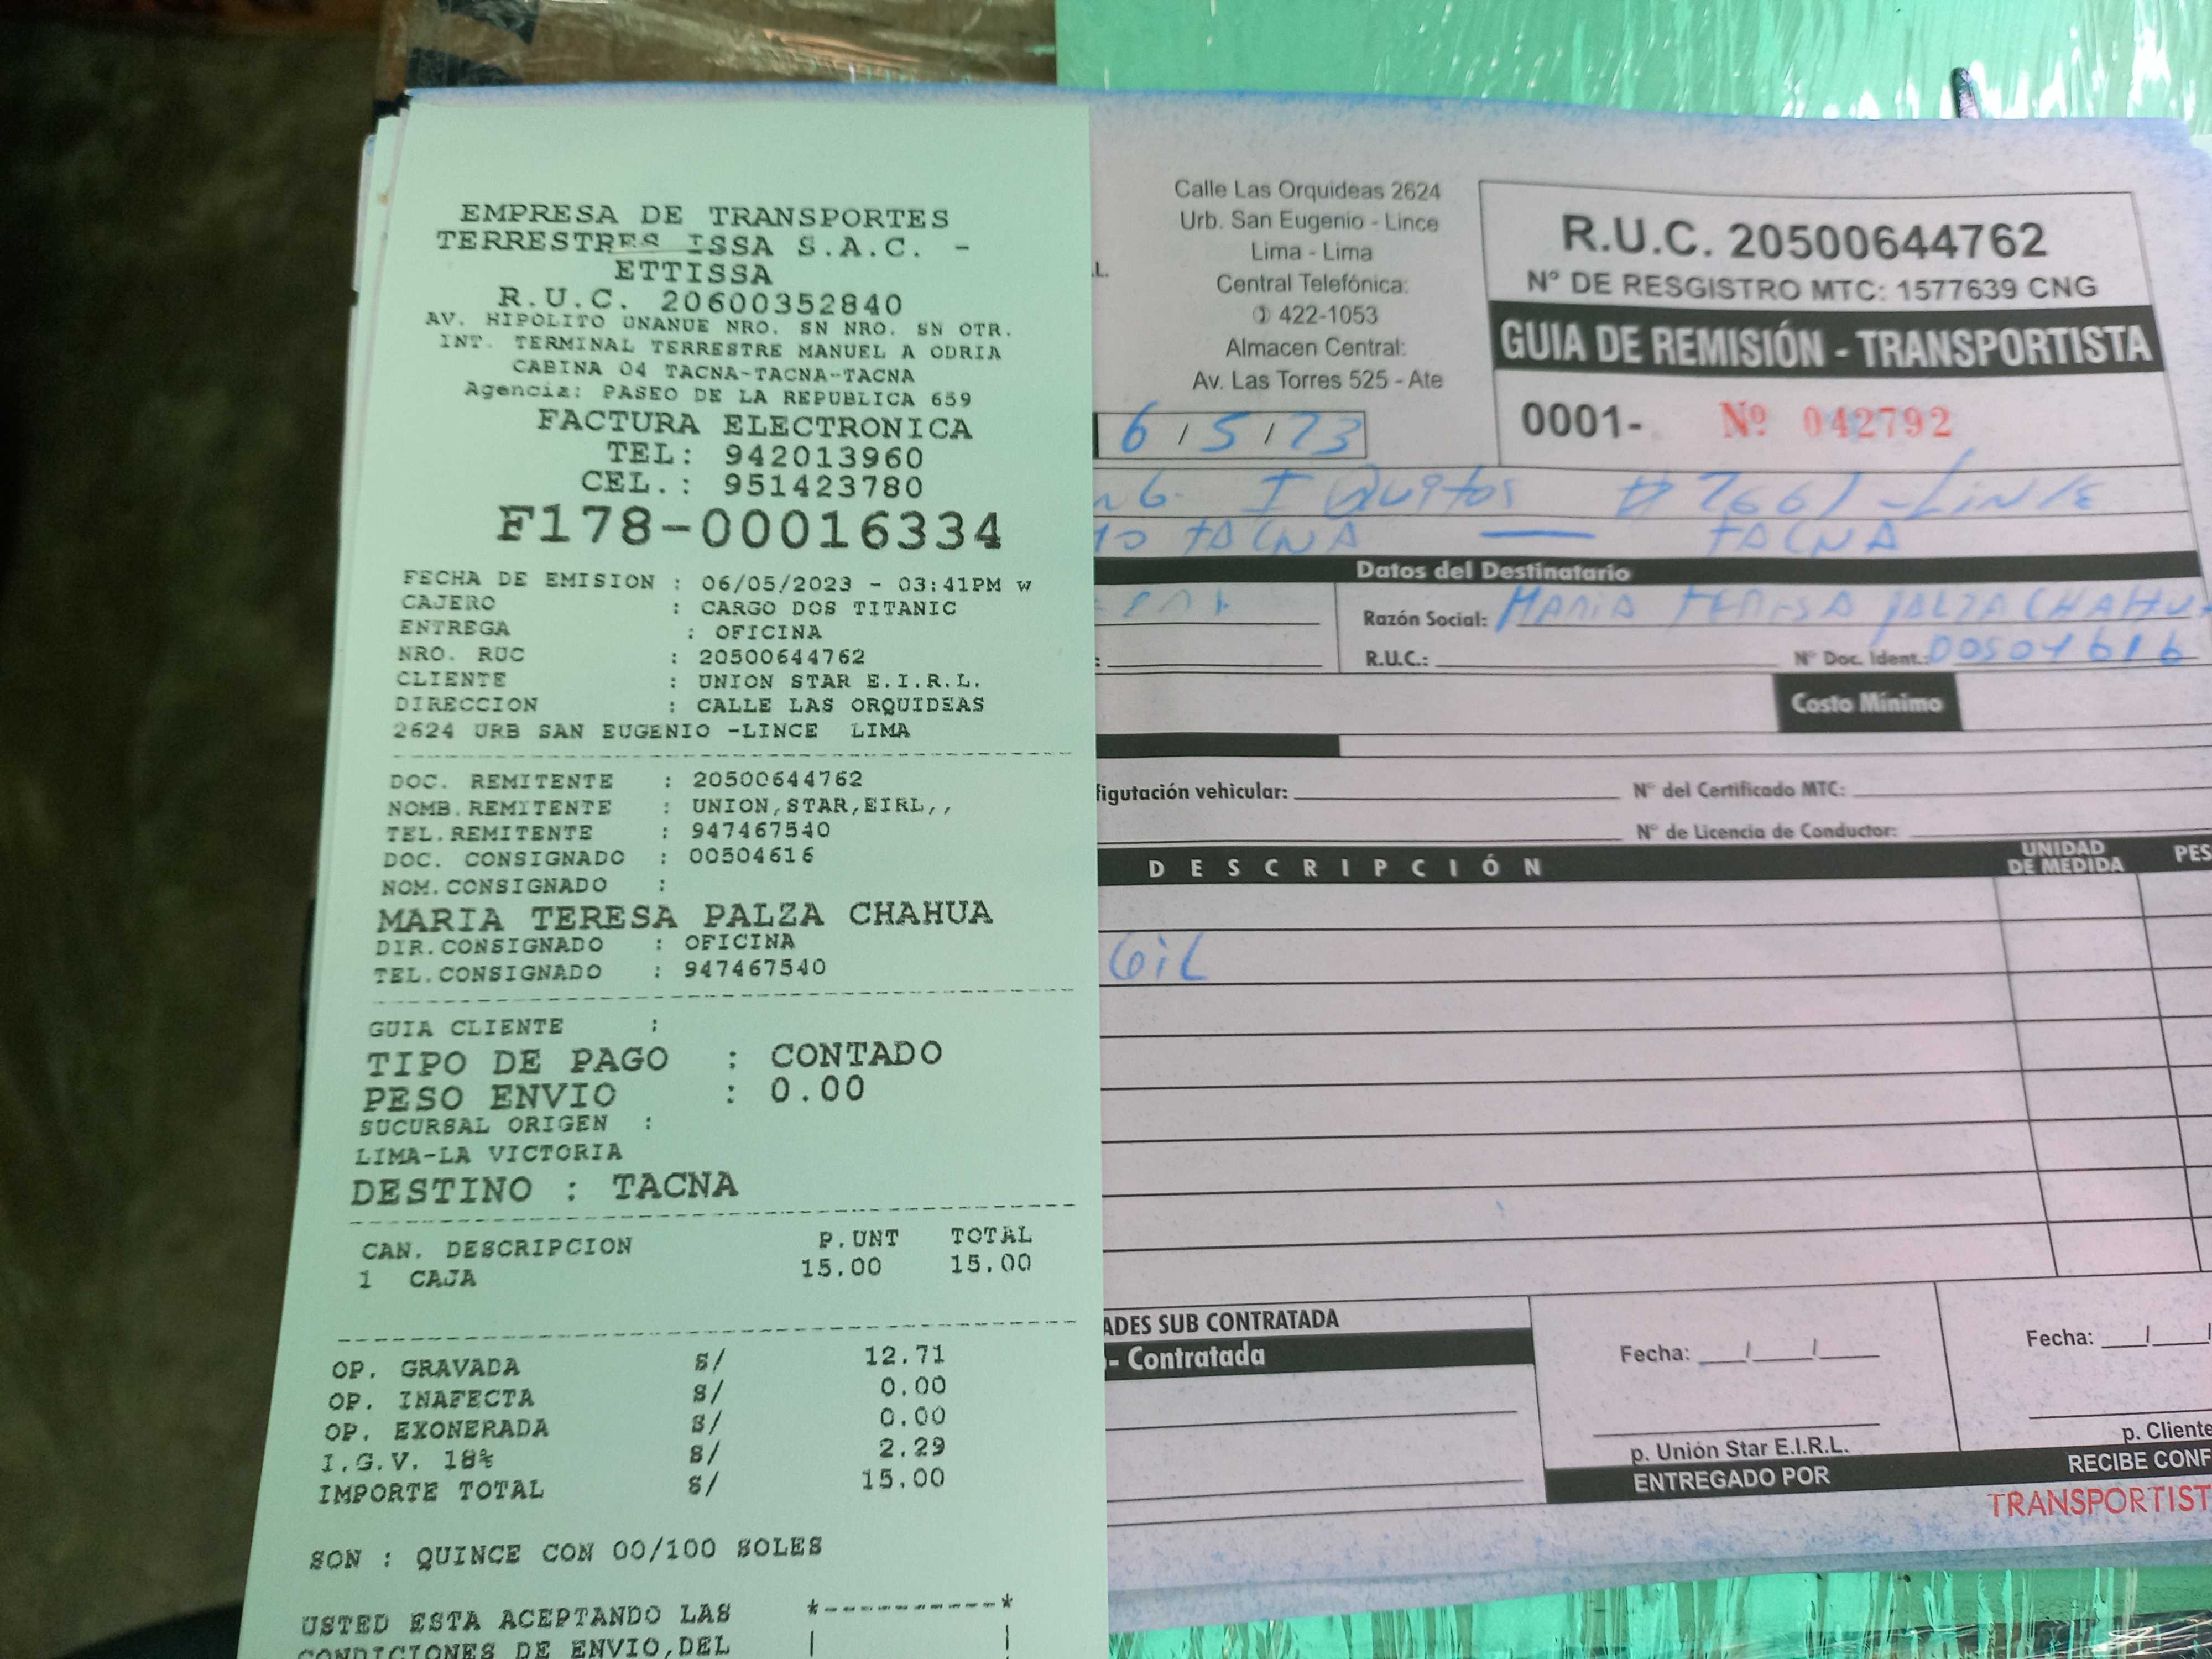 EMPRESA DE TRANSPORTES
TERRESTRES ISSA S.A.C. -
ETTISSA
R.U.C. 20600352840
AV. HIPOLITO UNANUE NRO. SN NRO. SN OTR.
INT. TERMINAL TERRESTRE MANUEL A ODRIA
CABINA 04 TACNA-TACNA-TACNA
Agencia: PASEO DE LA REPUBLICA 659
FACTURA ELECTRONICA
TEL: 942013960
CEL.: 951423780
F178-00016334
FECHA DE EMISION : 06/05/2023 - 03:41PM w
CAJERO : CARGO DOS TITANIC
ENTREGA : OFICINA
NRO. RUC : 20500644762
CLIENTE : UNION STAR E.I.R.L.
DIRECCION : CALLE LAS ORQUIDEAS
2624 URB SAN EUGENIO -LINCE LIMA
DOC. REMITENTE : 20500644762
NOMB.REMITENTE : UNION,STAR,EIRL,,
TEL.REMITENTE : 947467540
DOC. CONSIGNADO : 00504616
NOM.CONSIGNADO :
MARIA TERESA PALZA CHAHUA
DIR.CONSIGNADO : OFICINA
TEL.CONSIGNADO : 947467540
GUIA CLIENTE :
TIPO DE PAGO : CONTADO
PESO ENVIO : 0.00
SUCURSAL ORIGEN :
LIMA-LA VICTORIA
DESTINO : TACNA
CAN. DESCRIPCION P.UNT TOTAL
1 CAJA 15.00 15.00
OP. GRAVADA S/ 12.71
OP. INAFECTA S/ 0.00
OP. EXONERADA S/ 0.00
I.G.V. 18% S/ 2.29
IMPORTE TOTAL S/ 15.00
SON : QUINCE CON 00/100 SOLES
USTED ESTA ACEPTANDO LAS
CONDICIONES DE ENVIO,DEL
Calle Las Orquideas 2624
Urb. San Eugenio - Lince
Lima - Lima
Central Telefónica:
422-1053
Almacen Central:
Av. Las Torres 525 - Ate
R.U.C. 20500644762
N° DE RESGISTRO MTC: 1577639 CNG
GUIA DE REMISIÓN - TRANSPORTISTA
0001- Nº 042792
6 / 5 / 23
IQuitos # 2661 - LiNCE
TACNA — TACNA
Datos del Destinatario
Razón Social: MARIA TERESA PALZA CHAHUA
R.U.C.: N° Doc. Ident.: 00504616
Costo Mínimo
figutación vehicular: N° del Certificado MTC:
N° de Licencia de Conductor:
DESCRIPCIÓN UNIDAD DE MEDIDA PES
GiL
ADES SUB CONTRATADA
- Contratada
Fecha: / /
p. Unión Star E.I.R.L.
ENTREGADO POR
Fecha: / /
p. Cliente
RECIBE CONF
TRANSPORTIST